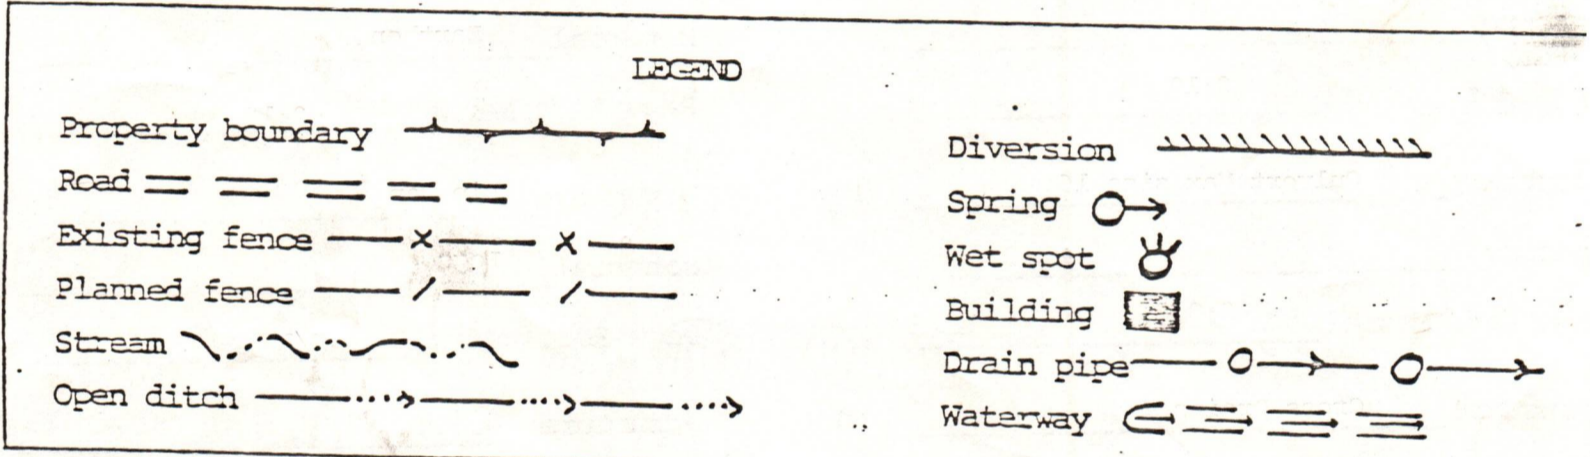 LEGEND
Property boundary
Road
Existing fence
Planned fence
Stream
Open ditch
Diversion
Spring
Wet spot
Building
Drain pipe
Waterway